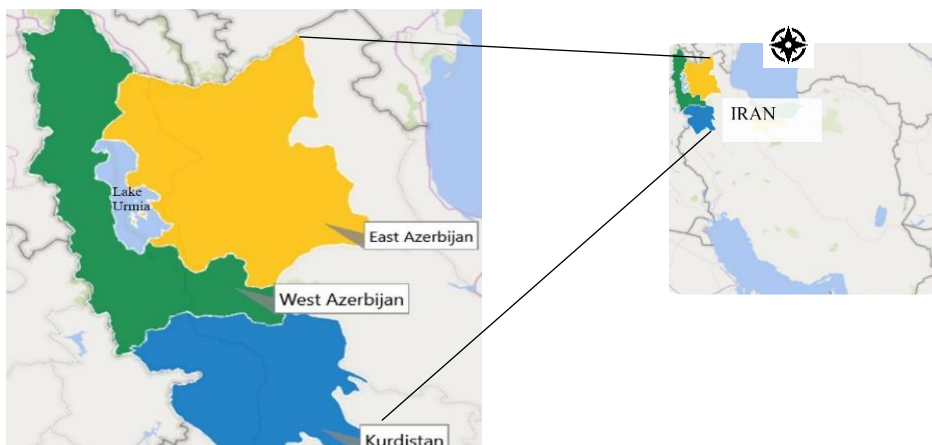 Lake
Urmia
East Azerbijan
West Azerbijan
Kurdistan
IRAN